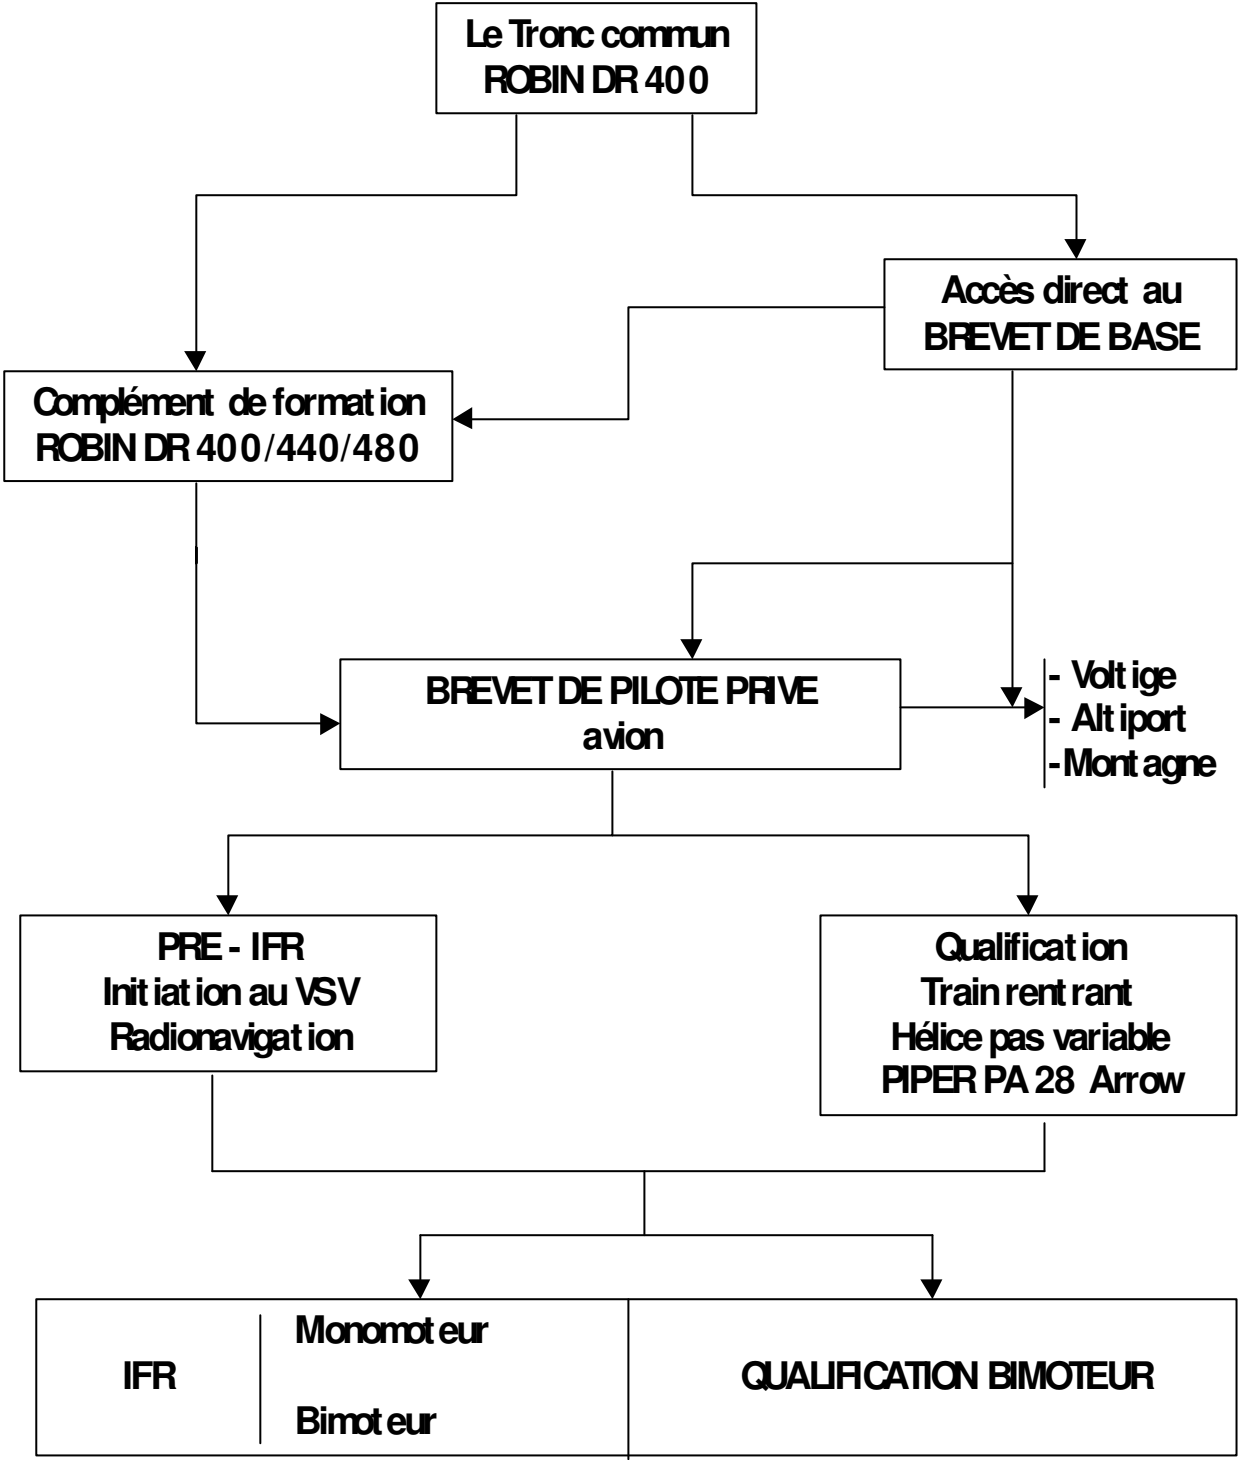 Le Tronc commun
ROBIN DR 400
Accès direct au
BREVET DE BASE
Complément de formation
ROBIN DR 400/440/480
BREVET DE PILOTE PRIVE
avion
- Voltige
- Altiport
- Montagne
PRE - IFR
Initiation au VSV
Radionavigation
Qualification
Train rentrant
Hélice pas variable
PIPER PA 28 Arrow
IFR
Monomoteur
Bimoteur
QUALIFICATION BIMOTEUR